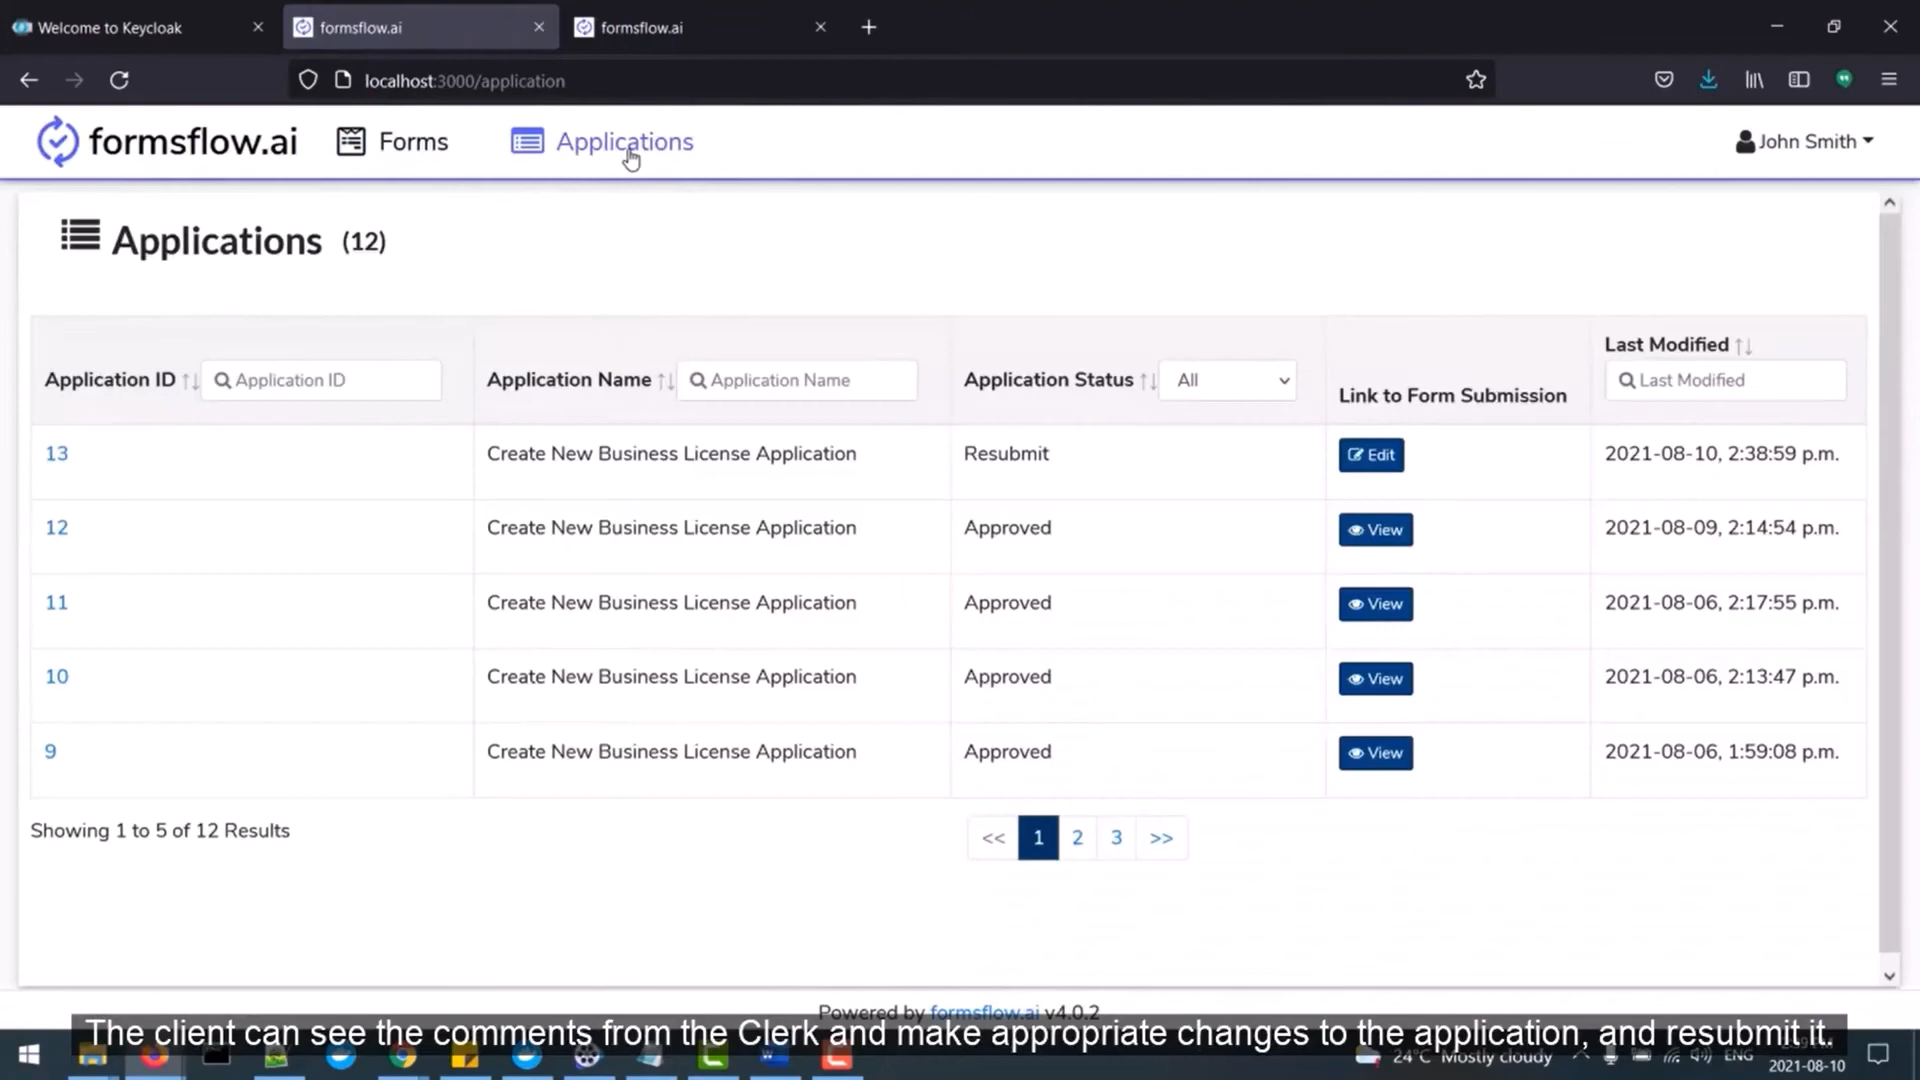 Welcome to Keycloak
formsflow.ai
formsflow.ai
localhost:3000/application
formsflow.ai
Forms
Applications
John Smith
Applications (12)
Application ID
Application ID
Application Name
Application Name
Application Status
All
Link to Form Submission
Last Modified
Last Modified
13 Create New Business License Application Resubmit Edit 2021-08-10, 2:38:59 p.m.
12 Create New Business License Application Approved View 2021-08-09, 2:14:54 p.m.
11 Create New Business License Application Approved View 2021-08-06, 2:17:55 p.m.
10 Create New Business License Application Approved View 2021-08-06, 2:13:47 p.m.
9 Create New Business License Application Approved View 2021-08-06, 1:59:08 p.m.
Showing 1 to 5 of 12 Results
<< 1 2 3 >>
Powered by formsflow.ai v4.0.2
The client can see the comments from the Clerk and make appropriate changes to the application, and resubmit it.
24°C Mostly cloudy
ENG
2021-08-10